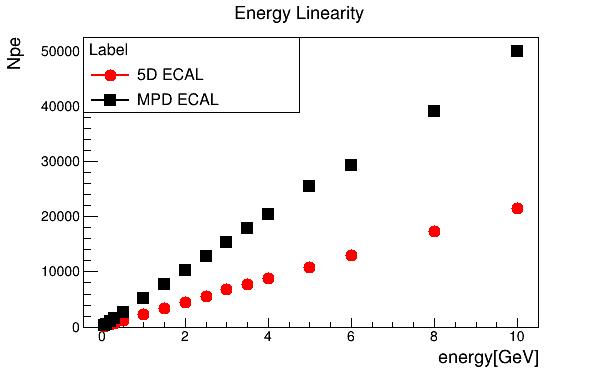 Energy Linearity
Npe
Label
5D ECAL
MPD ECAL
50000
40000
30000
20000
10000
0
0 2 4 6 8 10
energy[GeV]